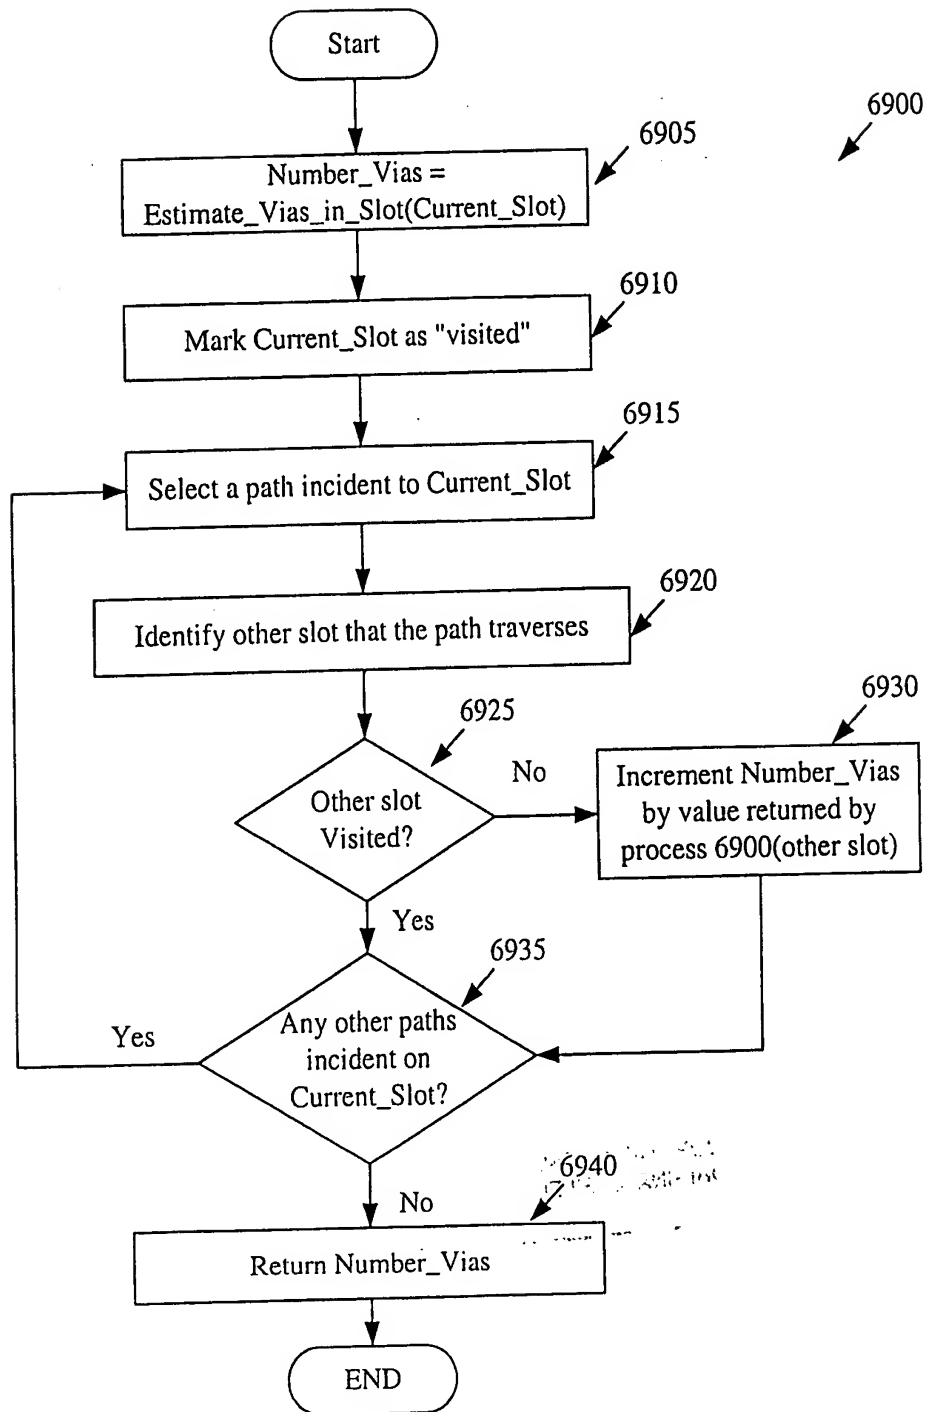 Start
6900
6905
Number_Vias =
Estimate_Vias_in_Slot(Current_Slot)
6910
Mark Current_Slot as "visited"
6915
Select a path incident to Current_Slot
6920
Identify other slot that the path traverses
6925
6930
Other slot
Visited?
No
Increment Number_Vias
by value returned by
process 6900(other slot)
Yes
6935
Any other paths
incident on
Current_Slot?
Yes
6940
No
Return Number_Vias
END